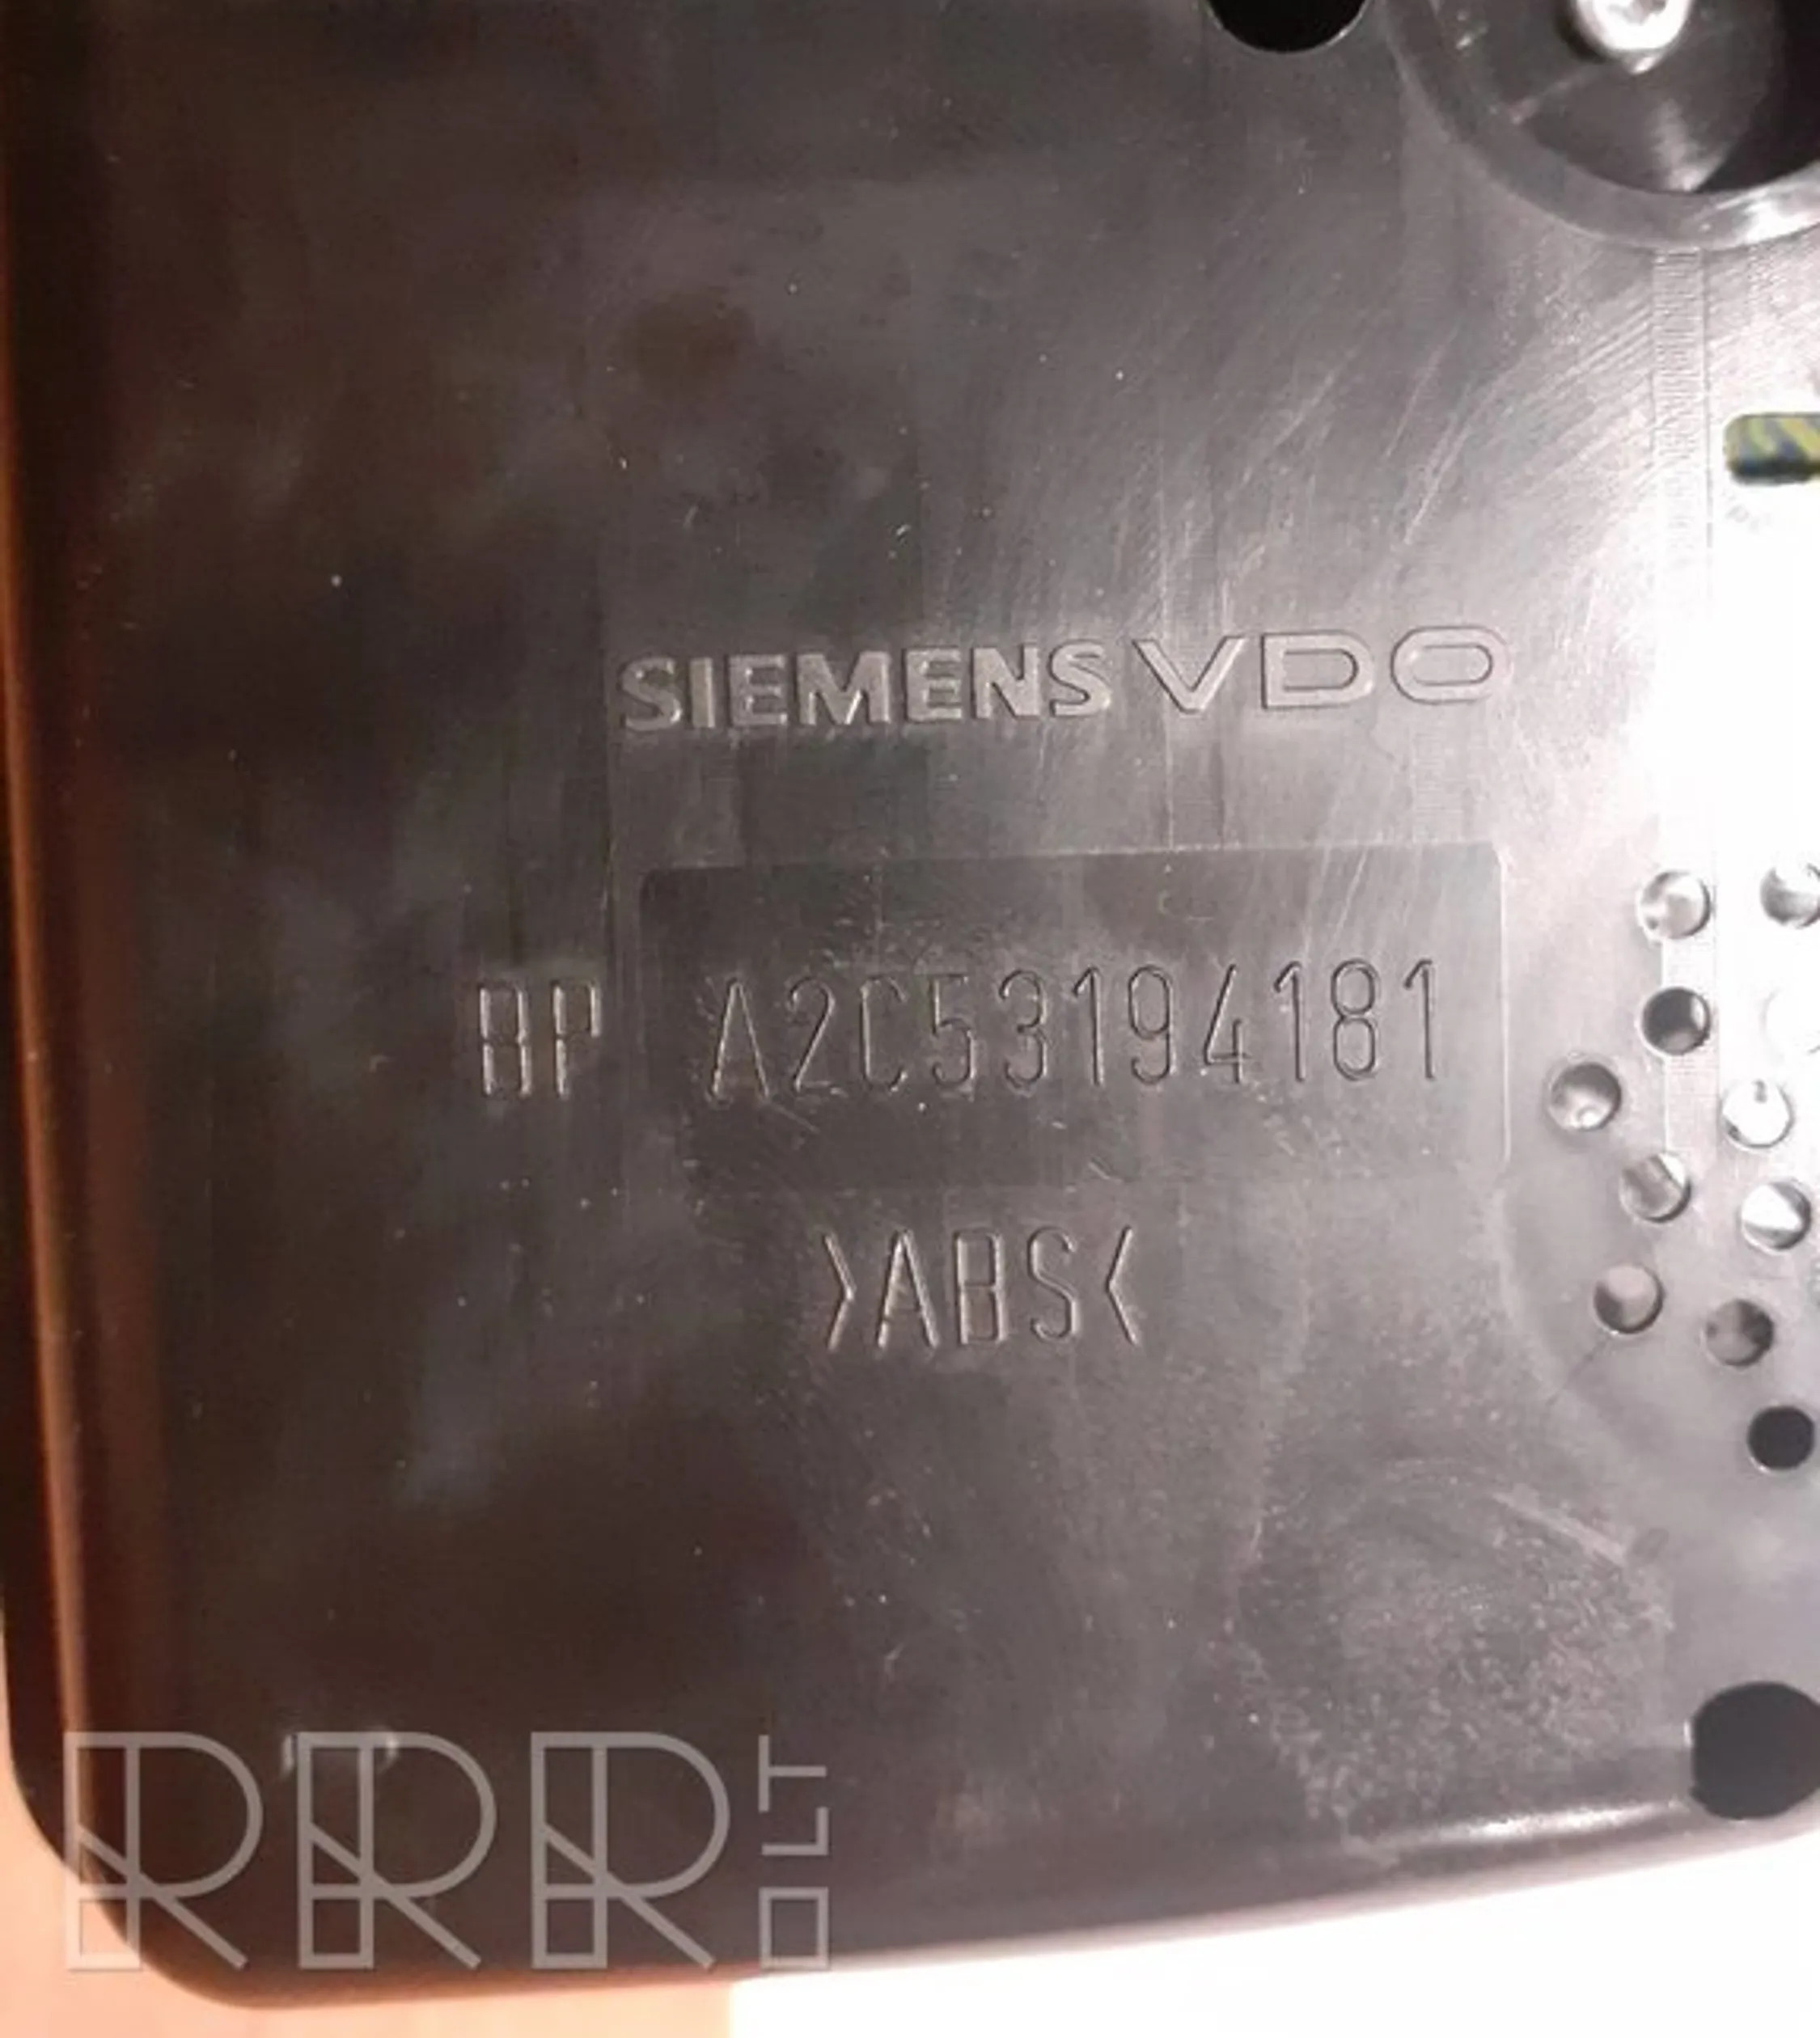 SIEMENS VDO
BP A2C53194181
>ABS<
RRR.LT